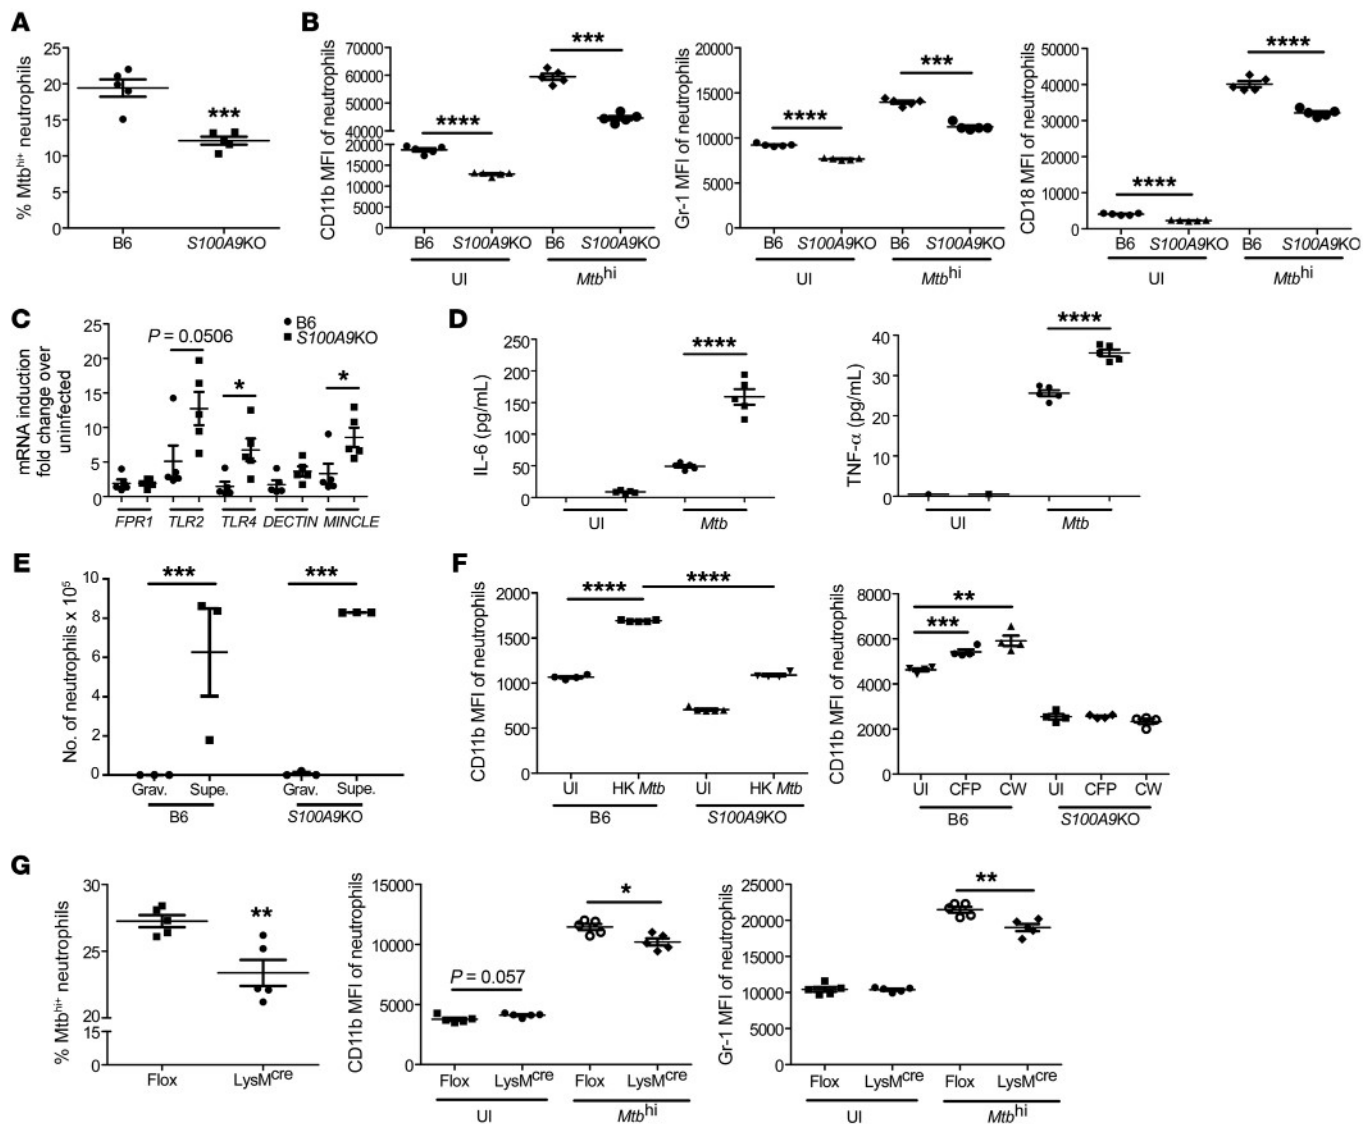 A
% Mtbhi+ neutrophils
25
20
15
10
5
0
***
B6
S100A9KO
B
CD11b MFI of neutrophils
70000
60000
50000
40000
20000
15000
10000
5000
0
****
***
B6 S100A9KO B6 S100A9KO
UI Mtbhi
Gr-1 MFI of neutrophils
20000
15000
10000
5000
0
****
***
B6 S100A9KO B6 S100A9KO
UI Mtbhi
CD18 MFI of neutrophils
50000
40000
30000
20000
10000
0
****
****
B6 S100A9KO B6 S100A9KO
UI Mtbhi
C
mRNA induction
fold change over
uninfected
25
20
15
10
5
0
B6
S100A9KO
P = 0.0506
*
*
FPR1 TLR2 TLR4 DECTIN MINCLE
D
IL-6 (pg/mL)
250
200
150
100
50
0
****
UI Mtb
TNF-α (pg/mL)
40
30
20
10
0
****
UI Mtb
E
No. of neutrophils x 10⁵
10
8
6
4
2
0
***
***
Grav. Supe. Grav. Supe.
B6 S100A9KO
F
CD11b MFI of neutrophils
2000
1500
1000
500
0
****
****
UI HK Mtb UI HK Mtb
B6 S100A9KO
CD11b MFI of neutrophils
8000
6000
4000
2000
0
**
***
UI CFP CW UI CFP CW
B6 S100A9KO
G
% Mtbhi+ neutrophils
30
25
20
15
0
**
Flox LysMcre
CD11b MFI of neutrophils
15000
10000
5000
0
P = 0.057
*
Flox LysMcre Flox LysMcre
UI Mtbhi
Gr-1 MFI of neutrophils
25000
20000
15000
10000
5000
0
**
Flox LysMcre Flox LysMcre
UI Mtbhi